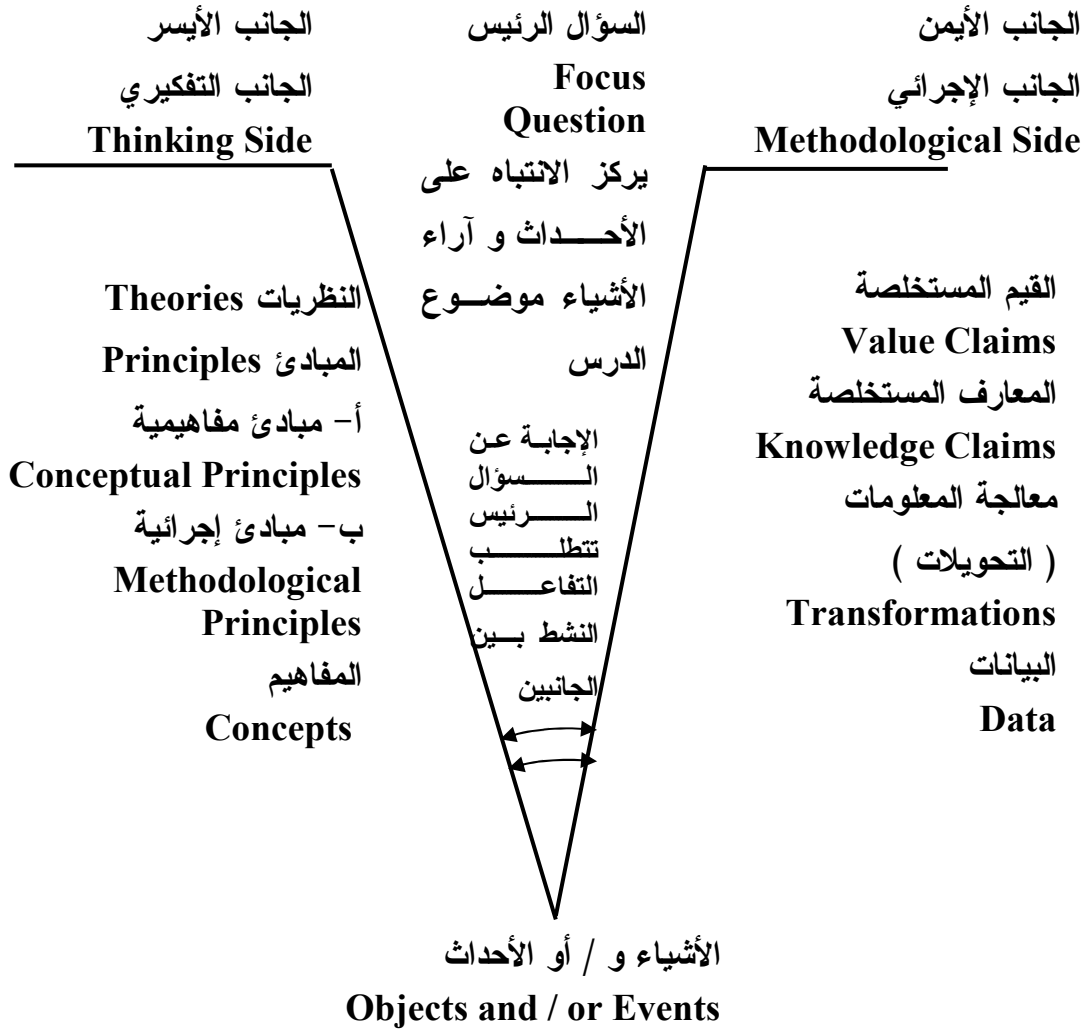 الجانب الأيمن
الجانب الإجرائي
Methodological Side
القيم المستخلصة
Value Claims
المعارف المستخلصة
Knowledge Claims
معالجة المعلومات
( التحويلات )
Transformations
البيانات
Data
السؤال الرئيس
Focus
Question
يركز الانتباه على
الأحداث و آراء
الأشياء موضوع
الدرس
الإجابة عن
السؤال
الرئيس
تتطلب
التفاعل
النشط بين
الجانبين
الجانب الأيسر
الجانب التفكيري
Thinking Side
النظريات Theories
المبادئ Principles
أ– مبادئ مفاهيمية
Conceptual Principles
ب– مبادئ إجرائية
Methodological
Principles
المفاهيم
Concepts
الأشياء و / أو الأحداث
Objects and / or Events